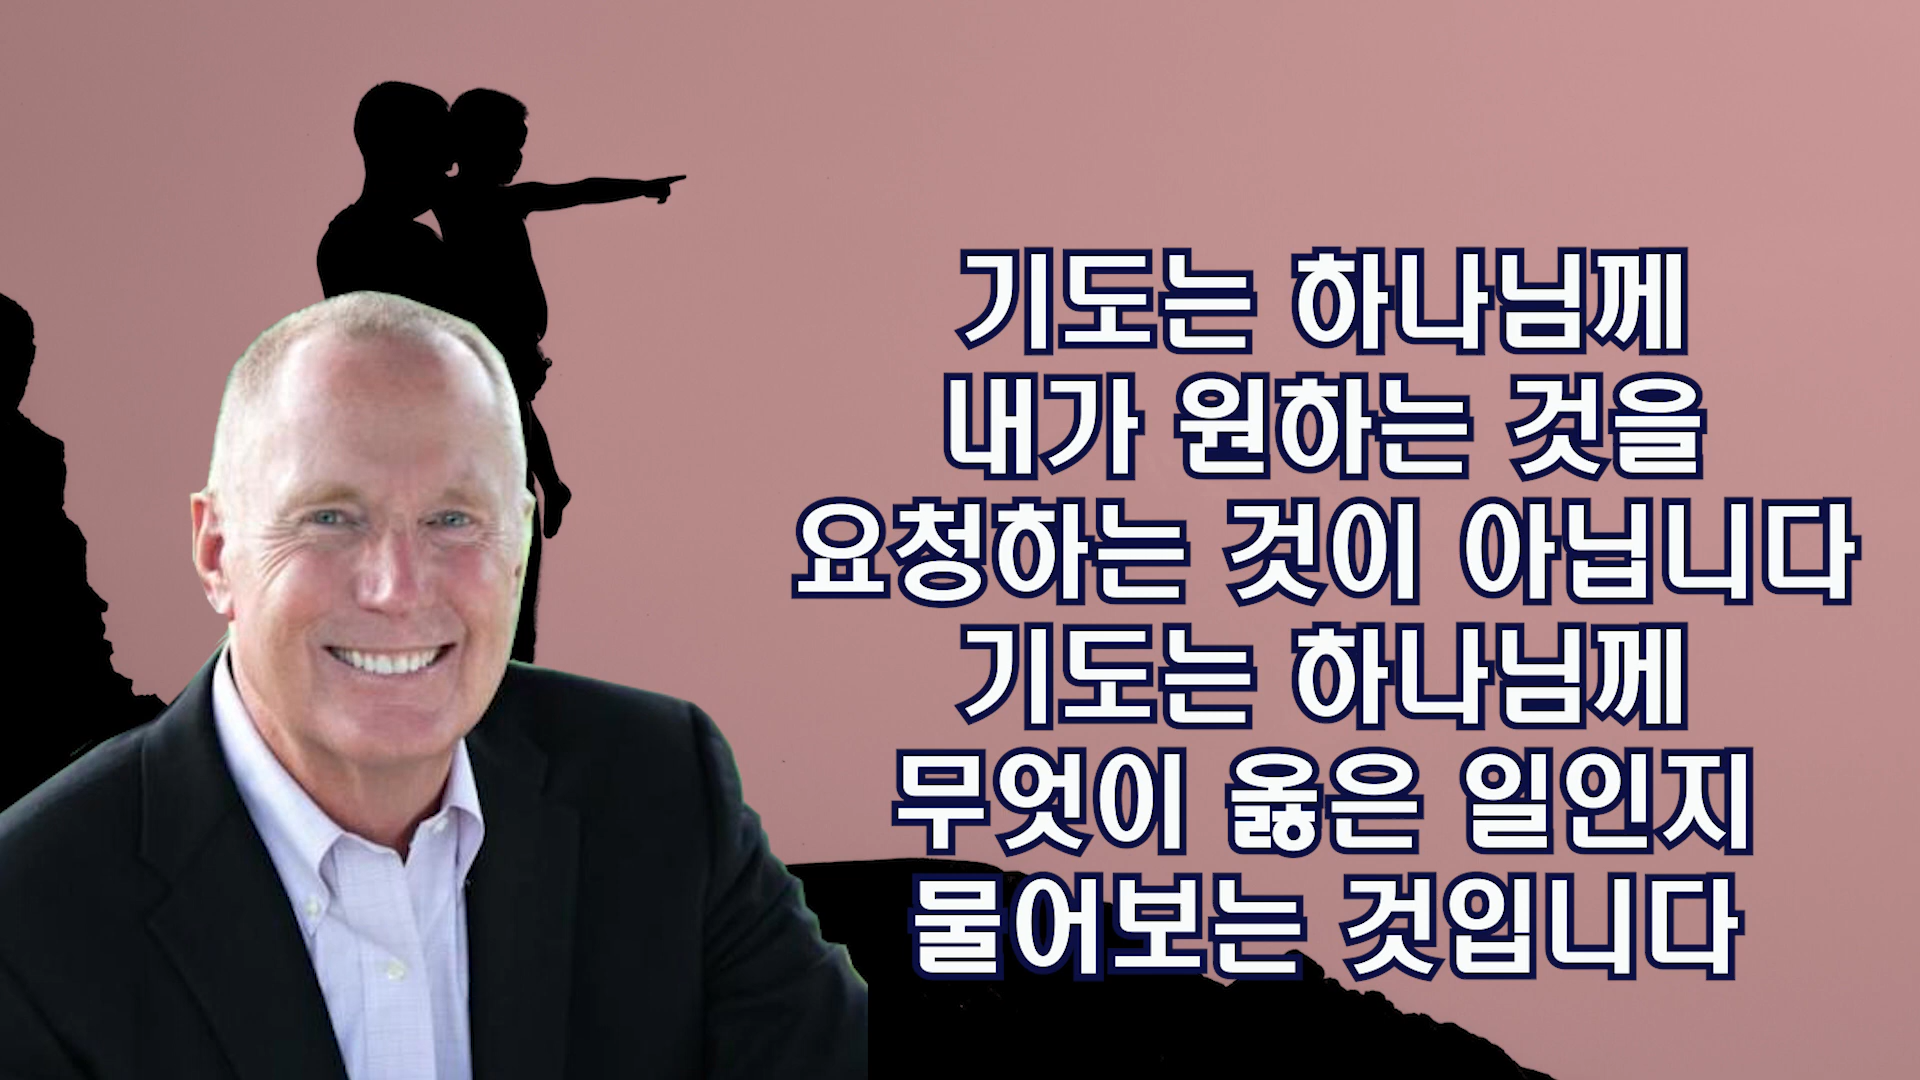 기도는 하나님께
내가 원하는 것을
요청하는 것이 아닙니다
기도는 하나님께
무엇이 옳은 일인지
물어보는 것입니다